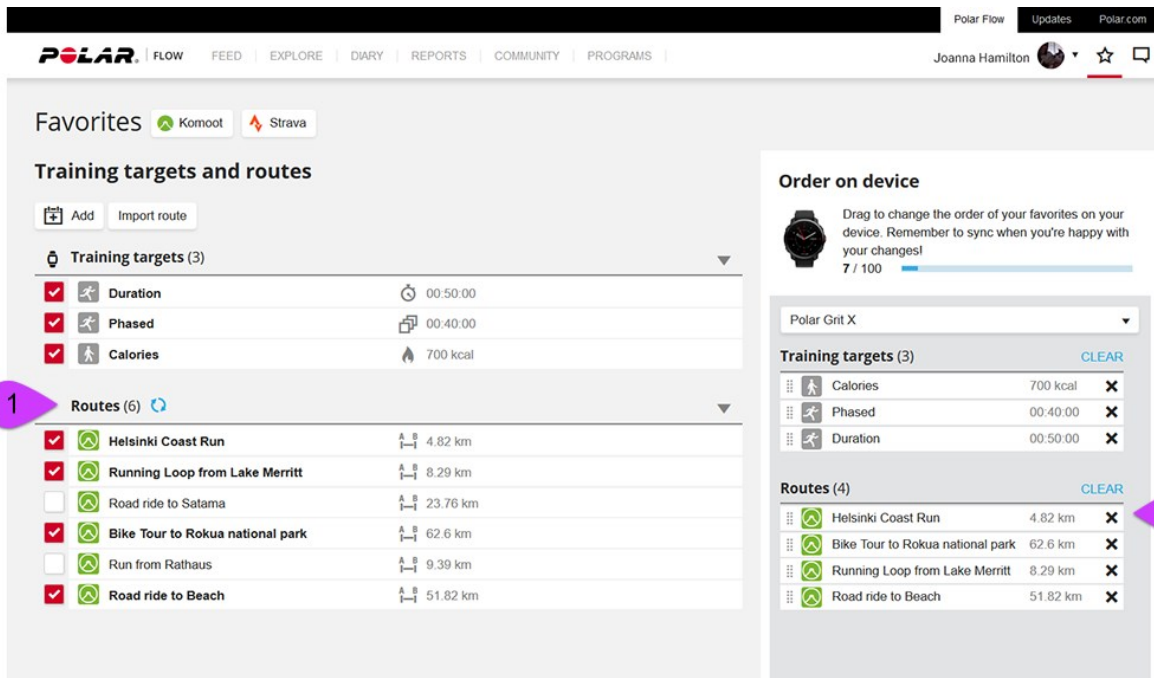 Polar Flow Updates Polar.com
POLAR. FLOW FEED EXPLORE DIARY REPORTS COMMUNITY PROGRAMS Joanna Hamilton
Favorites Komoot Strava
Training targets and routes
Add Import route
Training targets (3)
Duration 00:50:00
Phased 00:40:00
Calories 700 kcal
1
Routes (6)
Helsinki Coast Run A B 4.82 km
Running Loop from Lake Merritt A B 8.29 km
Road ride to Satama A B 23.76 km
Bike Tour to Rokua national park A B 62.6 km
Run from Rathaus A B 9.39 km
Road ride to Beach A B 51.82 km
Order on device
Drag to change the order of your favorites on your
device. Remember to sync when you're happy with
your changes!
7 / 100
Polar Grit X
Training targets (3) CLEAR
Calories 700 kcal
Phased 00:40:00
Duration 00:50:00
Routes (4) CLEAR
Helsinki Coast Run 4.82 km
Bike Tour to Rokua national park 62.6 km
Running Loop from Lake Merritt 8.29 km
Road ride to Beach 51.82 km